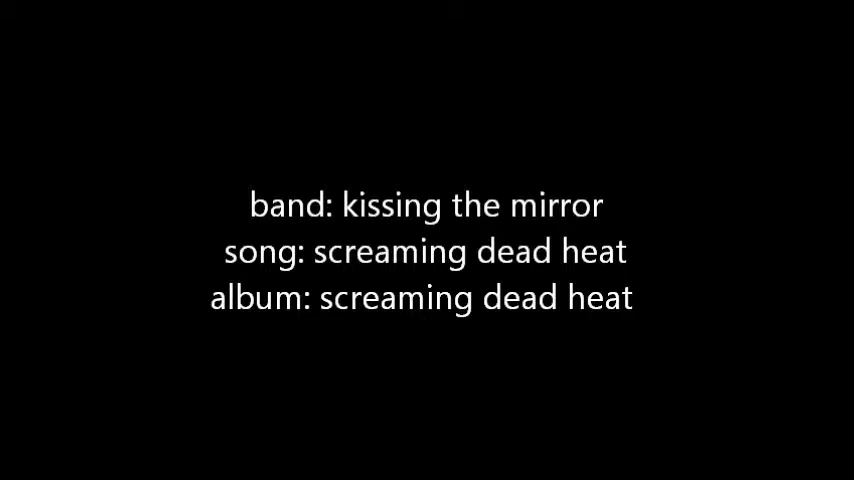 band: kissing the mirror
song: screaming dead heat
album: screaming dead heat